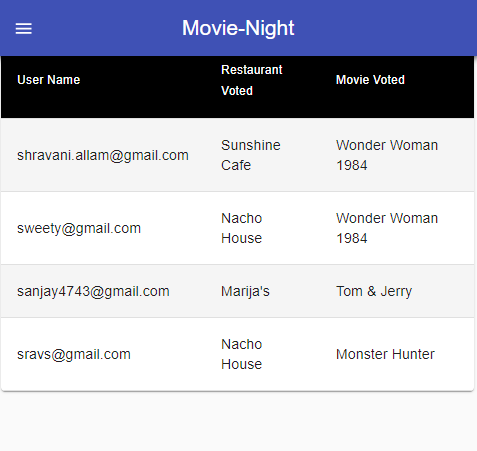 Movie-Night
User Name
Restaurant
Voted
Movie Voted
shravani.allam@gmail.com
Sunshine
Cafe
Wonder Woman
1984
sweety@gmail.com
Nacho
House
Wonder Woman
1984
sanjay4743@gmail.com
Marija's
Tom & Jerry
sravs@gmail.com
Nacho
House
Monster Hunter